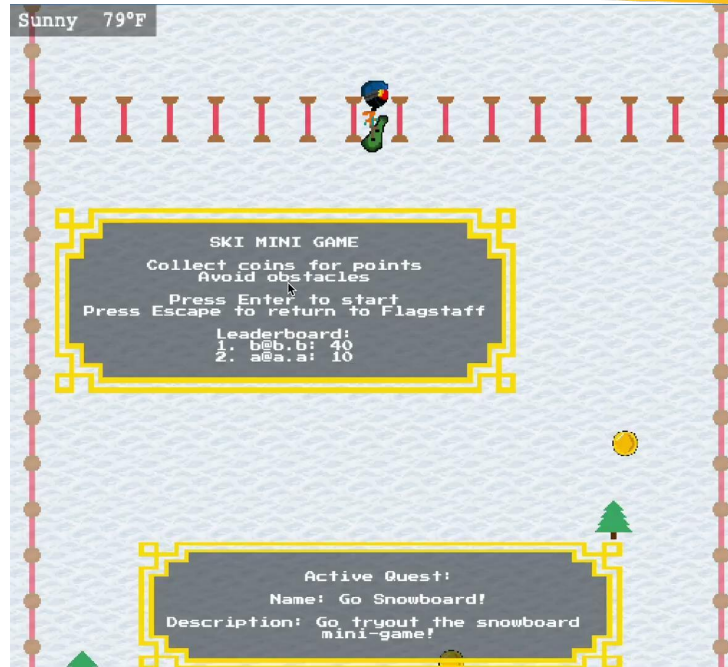 Sunny 79°F
SKI MINI GAME
Collect coins for points
Avoid obstacles
Press Enter to start
Press Escape to return to Flagstaff
Leaderboard:
1. b@b.b: 40
2. a@a.a: 10
Active Quest:
Name: Go Snowboard!
Description: Go tryout the snowboard
mini-game!